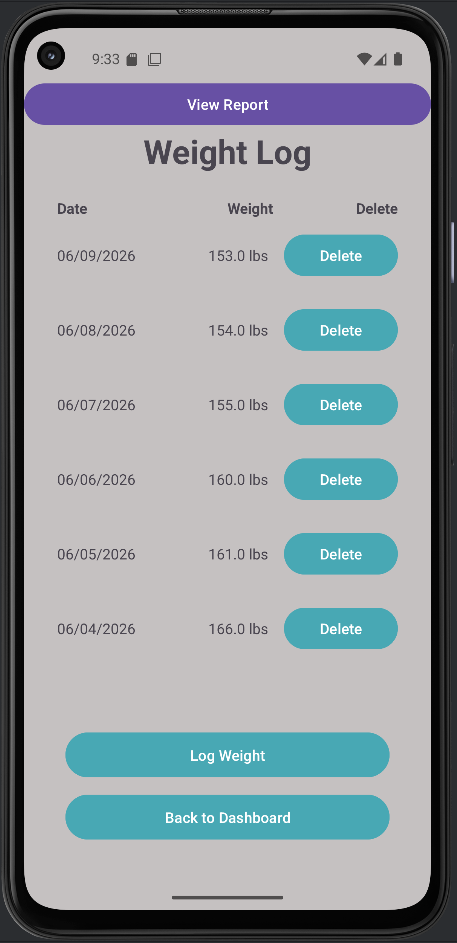 9:33
View Report
Weight Log
Date Weight Delete
06/09/2026 153.0 lbs Delete
06/08/2026 154.0 lbs Delete
06/07/2026 155.0 lbs Delete
06/06/2026 160.0 lbs Delete
06/05/2026 161.0 lbs Delete
06/04/2026 166.0 lbs Delete
Log Weight
Back to Dashboard